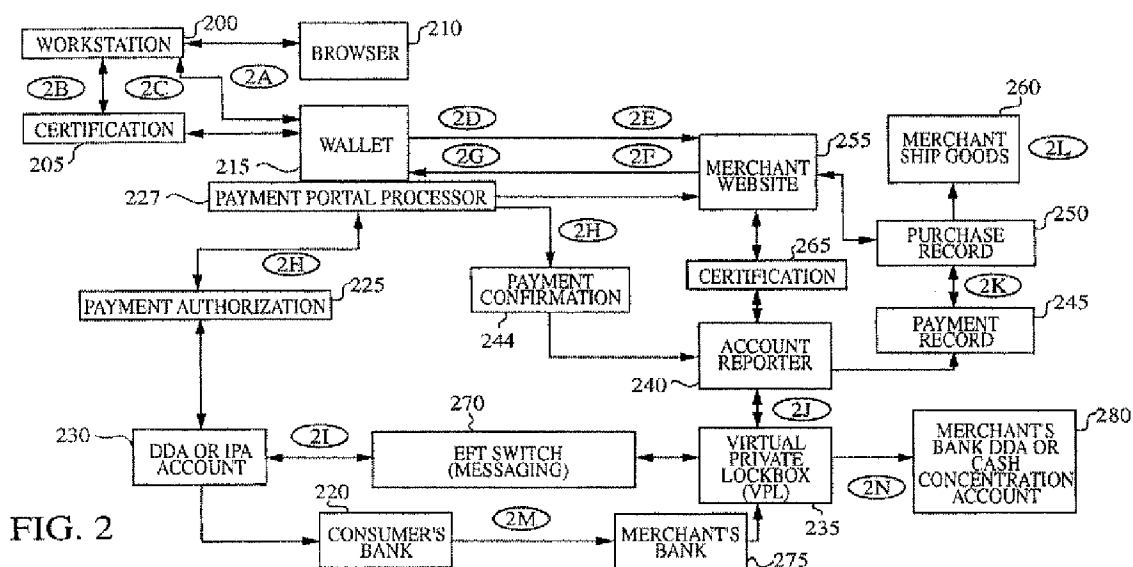 200
WORKSTATION
210
BROWSER
2B
2C
2A
CERTIFICATION
205
WALLET
215
2D
2E
2G
2F
227
PAYMENT PORTAL PROCESSOR
255
MERCHANT
WEBSITE
260
MERCHANT
SHIP GOODS
2L
250
PURCHASE
RECORD
2H
2H
265
CERTIFICATION
2K
245
PAYMENT
RECORD
PAYMENT AUTHORIZATION
225
PAYMENT
CONFIRMATION
244
ACCOUNT
REPORTER
240
2J
230
DDA OR IPA
ACCOUNT
2I
270
EFT SWITCH
(MESSAGING)
VIRTUAL
PRIVATE
LOCKBOX
(VPL)
235
2N
280
MERCHANT'S
BANK DDA OR
CASH
CONCENTRATION
ACCOUNT
220
CONSUMER'S
BANK
2M
MERCHANT'S
BANK
275
FIG. 2